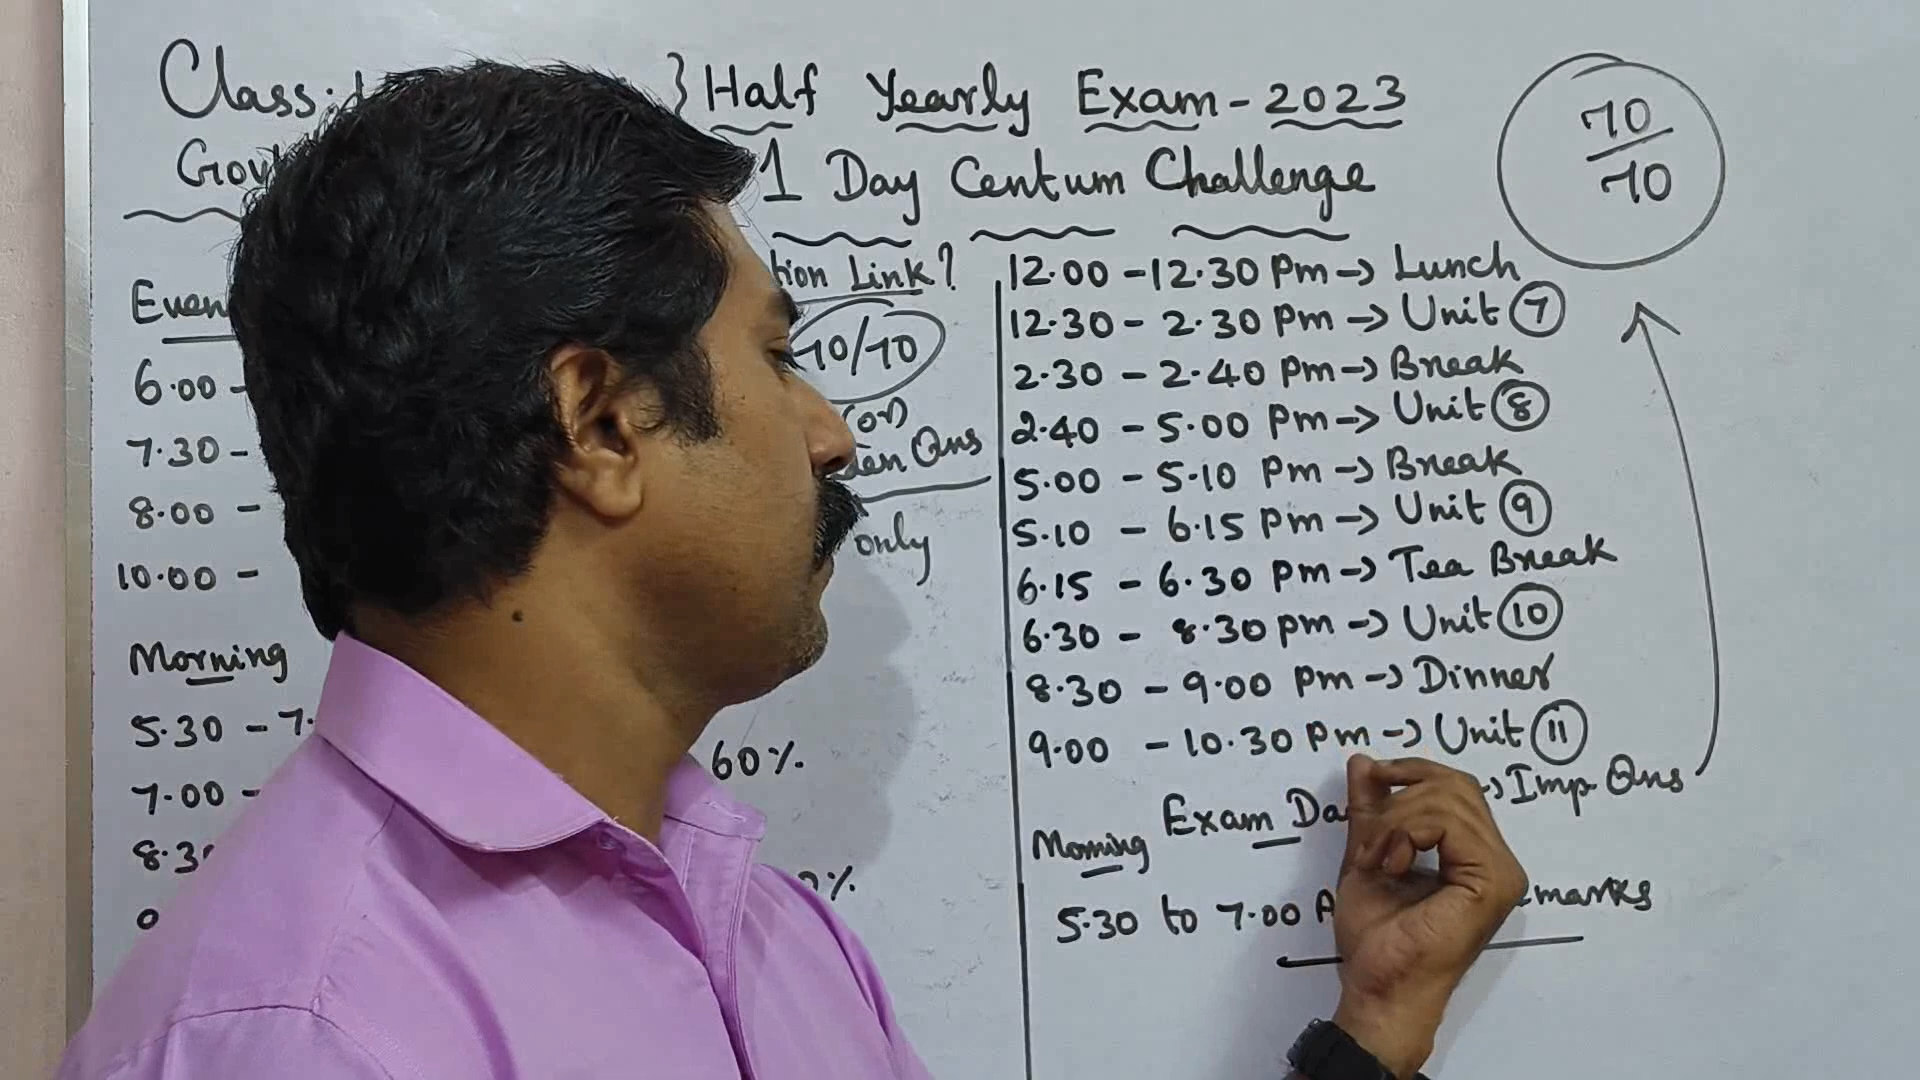 Class: } Half Yearly Exam - 2023
Govt 1 Day Centum Challenge
70/70
tion Link?
70/70
(or)
Qns
only
6.00 -
7.30 -
8.00 -
10.00 -
Morning
5.30 - 7.
7.00 -
8.3
60%
%
12.00 - 12.30 Pm → Lunch
12.30 - 2.30 Pm → Unit 7
2.30 - 2.40 Pm → Break
2.40 - 5.00 Pm → Unit 8
5.00 - 5.10 Pm → Break
5.10 - 6.15 Pm → Unit 9
6.15 - 6.30 Pm → Tea Break
6.30 - 8.30 Pm → Unit 10
8.30 - 9.00 Pm → Dinner
9.00 - 10.30 Pm → Unit 11
Exam Da → Imp Qns
Morning
5.30 to 7.00 A emarks